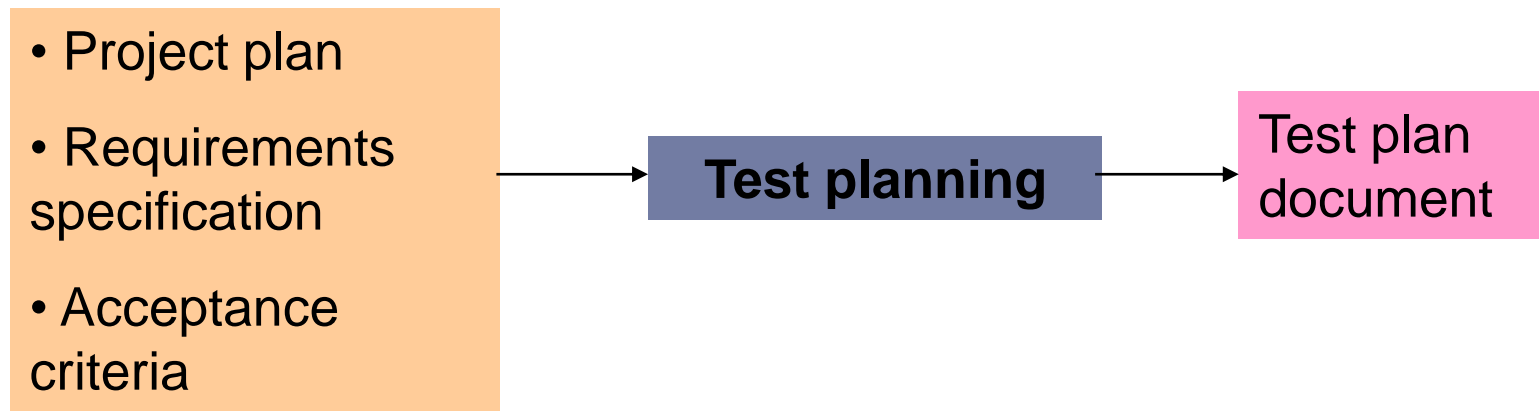 • Project plan
• Requirements
specification
• Acceptance
criteria
Test planning
Test plan
document